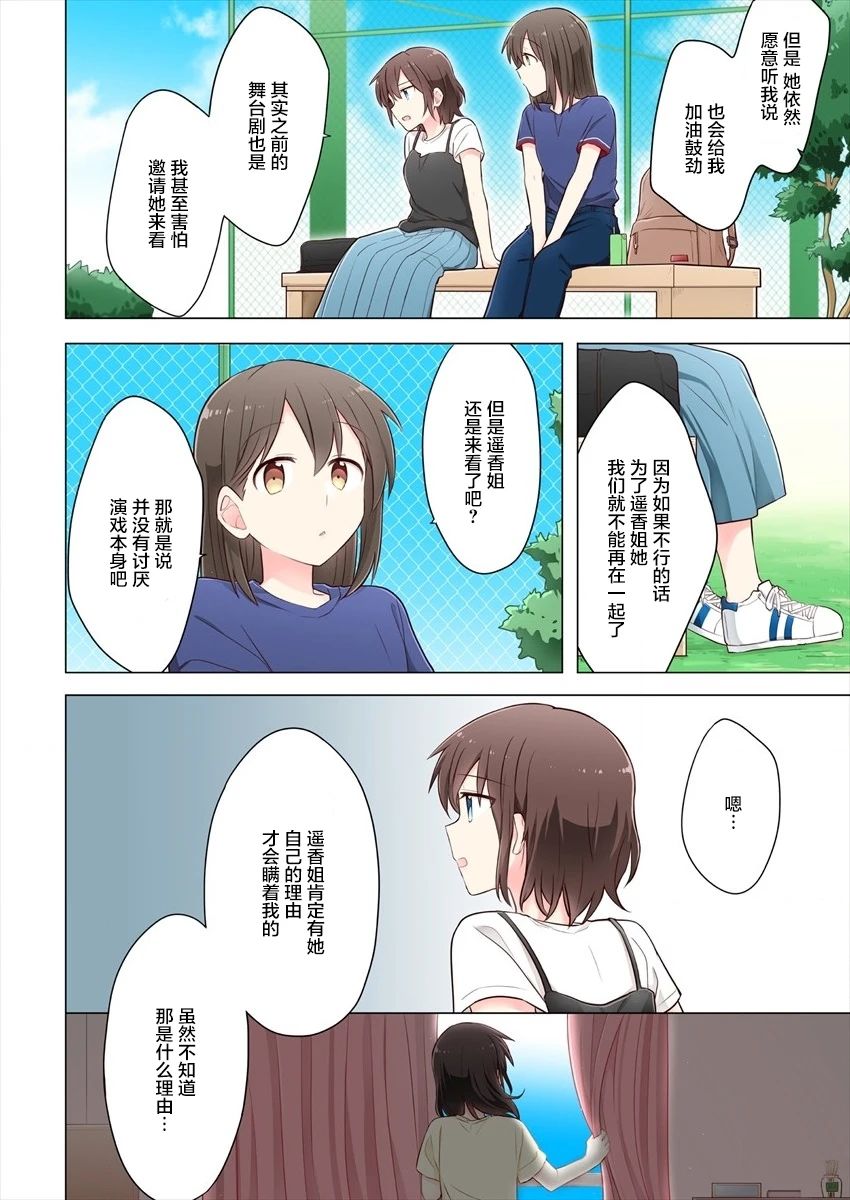 但是 她依然
愿意听我说
也会给我
加油鼓劲
其实之前的
舞台剧也是
我甚至害怕
邀请她来看
因为如果不行的话
为了遥香姐她
我们就不能再在一起了
但是遥香姐
还是来看了吧?
那就是说
并没有讨厌
演戏本身吧
嗯…
遥香姐肯定有她
自己的理由
才会瞒着我的
虽然不知道
那是什么理由…